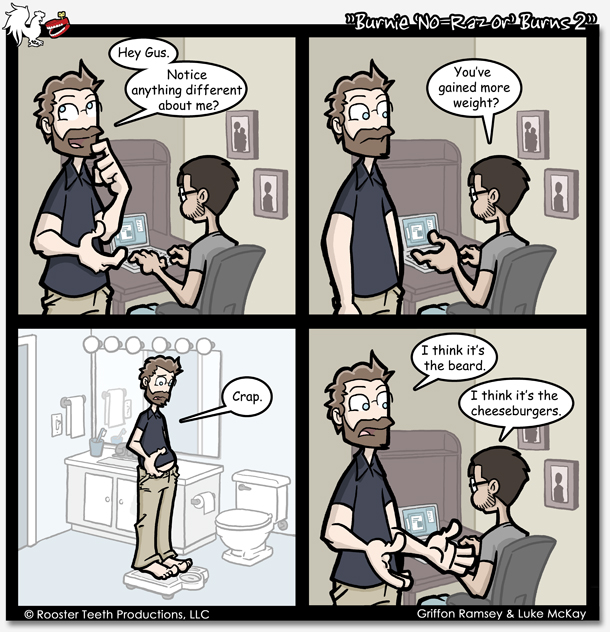 "Burnie 'No-Razor' Burns 2"
Hey Gus.
Notice
anything different
about me?
You've
gained more
weight?
Crap.
I think it's
the beard.
I think it's the
cheeseburgers.
© Rooster Teeth Productions, LLC
Griffon Ramsey & Luke McKay